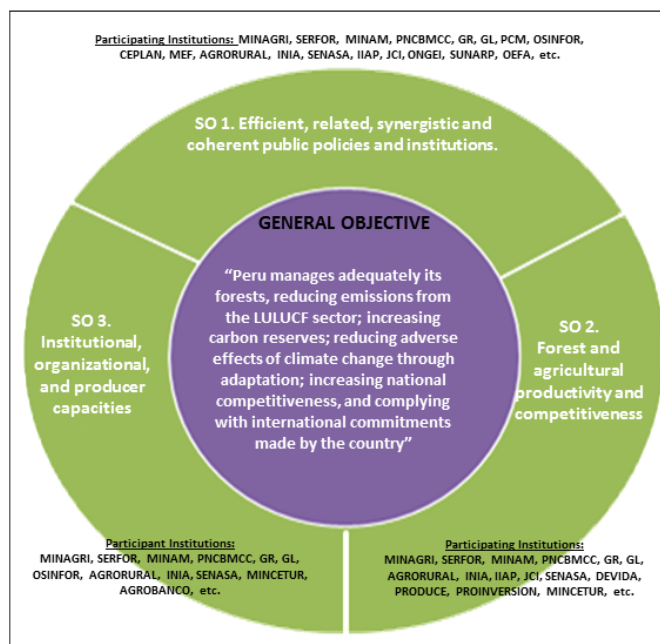 Participating Institutions: MINAGRI, SERFOR, MINAM, PNCBMCC, GR, GL, PCM, OSINFOR,
CEPLAN, MEF, AGRORURAL, INIA, SENASA, IIAP, JCI, ONGEI, SUNARP, OEFA, etc.
SO 1. Efficient, related, synergistic and
coherent public policies and institutions.
GENERAL OBJECTIVE
“Peru manages adequately its
forests, reducing emissions from
the LULUCF sector; increasing
carbon reserves; reducing adverse
effects of climate change through
adaptation; increasing national
competitiveness, and complying
with international commitments
made by the country”
SO 3.
Institutional,
organizational,
and producer
capacities
SO 2.
Forest and
agricultural
productivity and
competitiveness
Participant Institutions:
MINAGRI, SERFOR, MINAM, PNCBMCC, GR, GL,
OSINFOR, AGRORURAL, INIA, SENASA, MINCETUR,
AGROBANCO, etc.
Participating Institutions:
MINAGRI, SERFOR, MINAM, PNCBMCC, GR, GL,
AGRORURAL, INIA, IIAP, JCI, SENASA, DEVIDA,
PRODUCE, PROINVERSION, MINCETUR, etc.